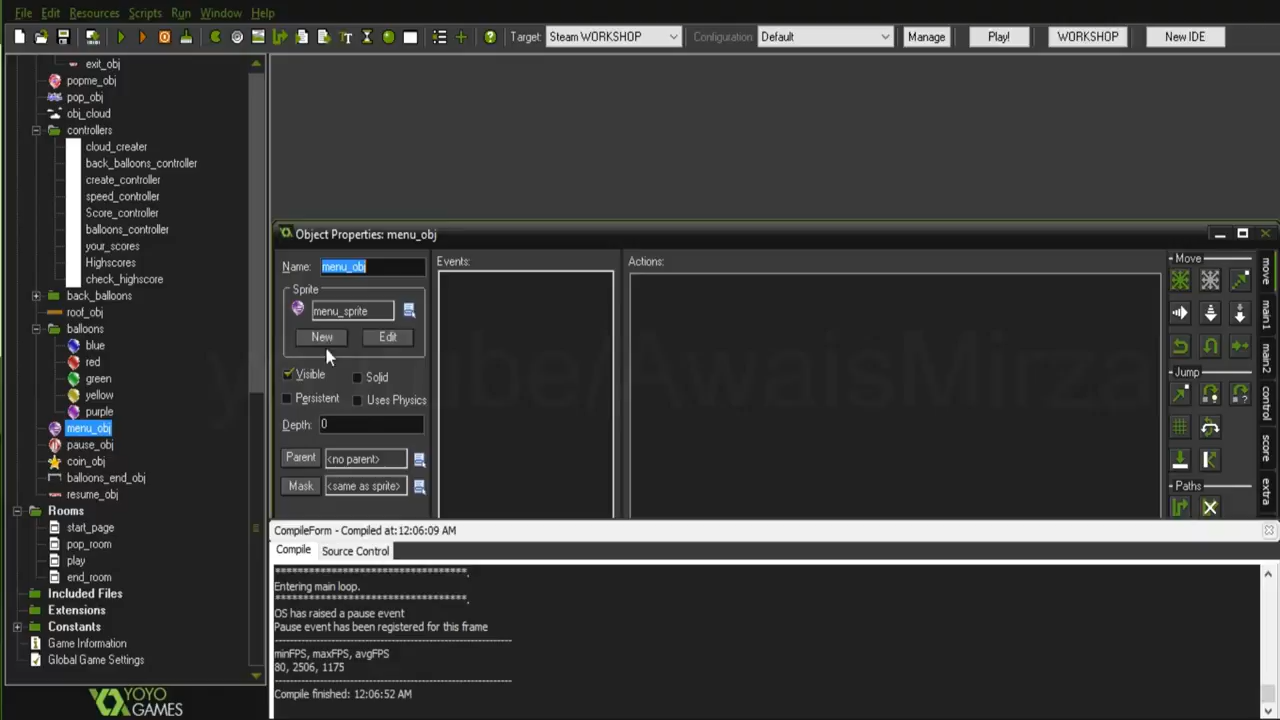 File Edit Resources Scripts Run Window Help
Target: Steam WORKSHOP Configuration: Default Manage Play! WORKSHOP New IDE
exit_obj
popme_obj
pop_obj
obj_cloud
controllers
cloud_creater
back_balloons_controller
create_controller
speed_controller
Score_controller
balloons_controller
your_scores
Highscores
check_highscore
back_balloons
roof_obj
balloons
blue
red
green
yellow
purple
menu_obj
pause_obj
coin_obj
balloons_end_obj
resume_obj
Rooms
start_page
pop_room
play
end_room
Included Files
Extensions
Constants
Game Information
Global Game Settings
YOYO
GAMES
Object Properties: menu_obj
Name: menu_obj
Sprite
menu_sprite
New Edit
Visible Solid
Persistent Uses Physics
Depth: 0
Parent <no parent>
Mask <same as sprite>
Events:
Actions:
Move
Jump
Paths
move
main1
main2
control
score
extra
youtube/AwaisMirza
CompileForm - Compiled at:12:06:09 AM
Compile Source Control
***********************************.
Entering main loop.
***********************************.
OS has raised a pause event
Pause event has been registered for this frame
---------------------------------------------------------------
minFPS, maxFPS, avgFPS
80, 2506, 1175
---------------------------------------------------------------
Compile finished: 12:06:52 AM